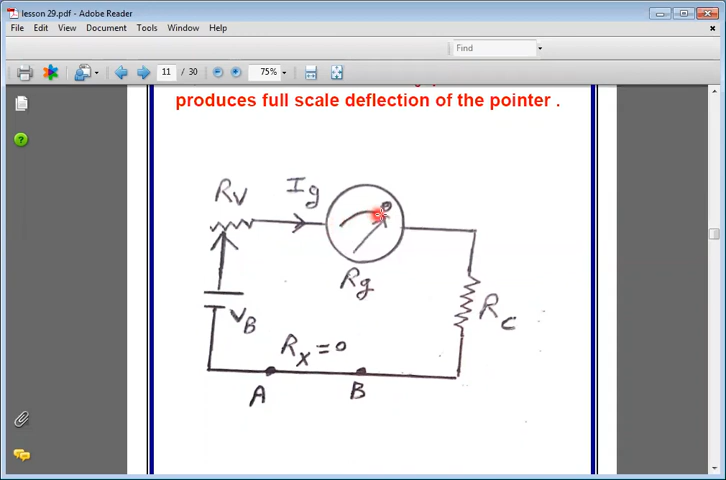 lesson 29.pdf - Adobe Reader
File Edit View Document Tools Window Help
Find
11 / 30 75%
produces full scale deflection of the pointer .
RV Ig
0
Rg
VB
RC
RX = 0
A B